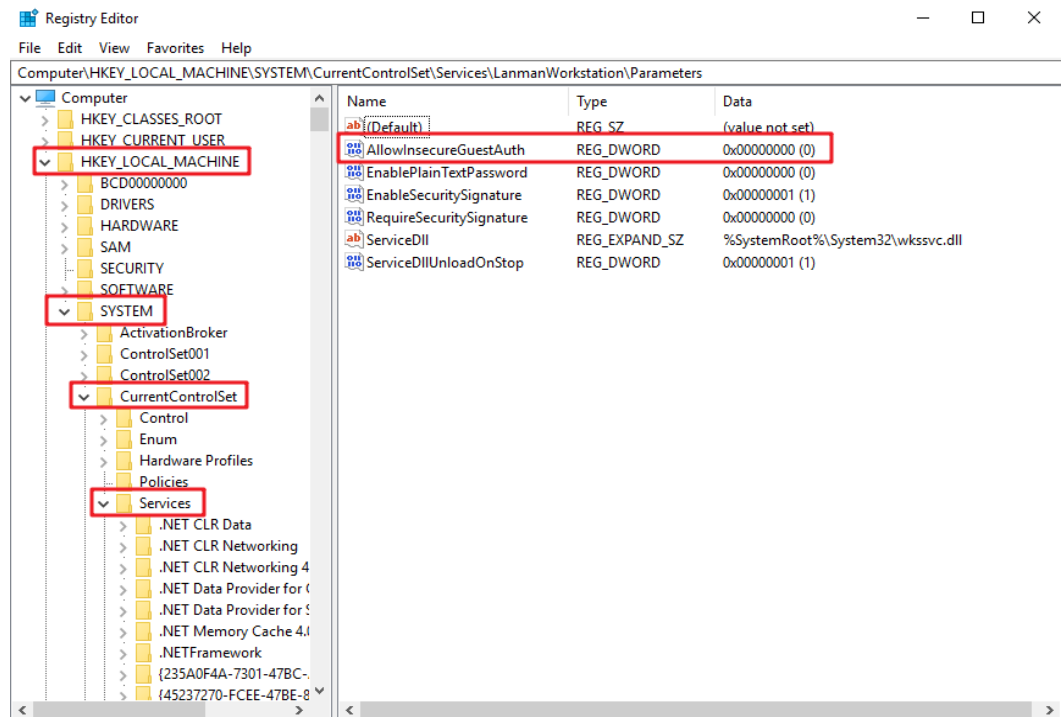 Registry Editor
File Edit View Favorites Help
Computer\HKEY_LOCAL_MACHINE\SYSTEM\CurrentControlSet\Services\LanmanWorkstation\Parameters
Computer
HKEY_CLASSES_ROOT
HKEY_CURRENT_USER
HKEY_LOCAL_MACHINE
BCD00000000
DRIVERS
HARDWARE
SAM
SECURITY
SOFTWARE
SYSTEM
ActivationBroker
ControlSet001
ControlSet002
CurrentControlSet
Control
Enum
Hardware Profiles
Policies
Services
.NET CLR Data
.NET CLR Networking
.NET CLR Networking 4
.NET Data Provider for
.NET Data Provider for
.NET Memory Cache 4.
.NETFramework
{235A0F4A-7301-47BC-
{45237270-FCEE-47BE-8
Name Type Data
(Default) REG_SZ (value not set)
AllowInsecureGuestAuth REG_DWORD 0x00000000 (0)
EnablePlainTextPassword REG_DWORD 0x00000000 (0)
EnableSecuritySignature REG_DWORD 0x00000001 (1)
RequireSecuritySignature REG_DWORD 0x00000000 (0)
ServiceDll REG_EXPAND_SZ %SystemRoot%\System32\wkssvc.dll
ServiceDllUnloadOnStop REG_DWORD 0x00000001 (1)